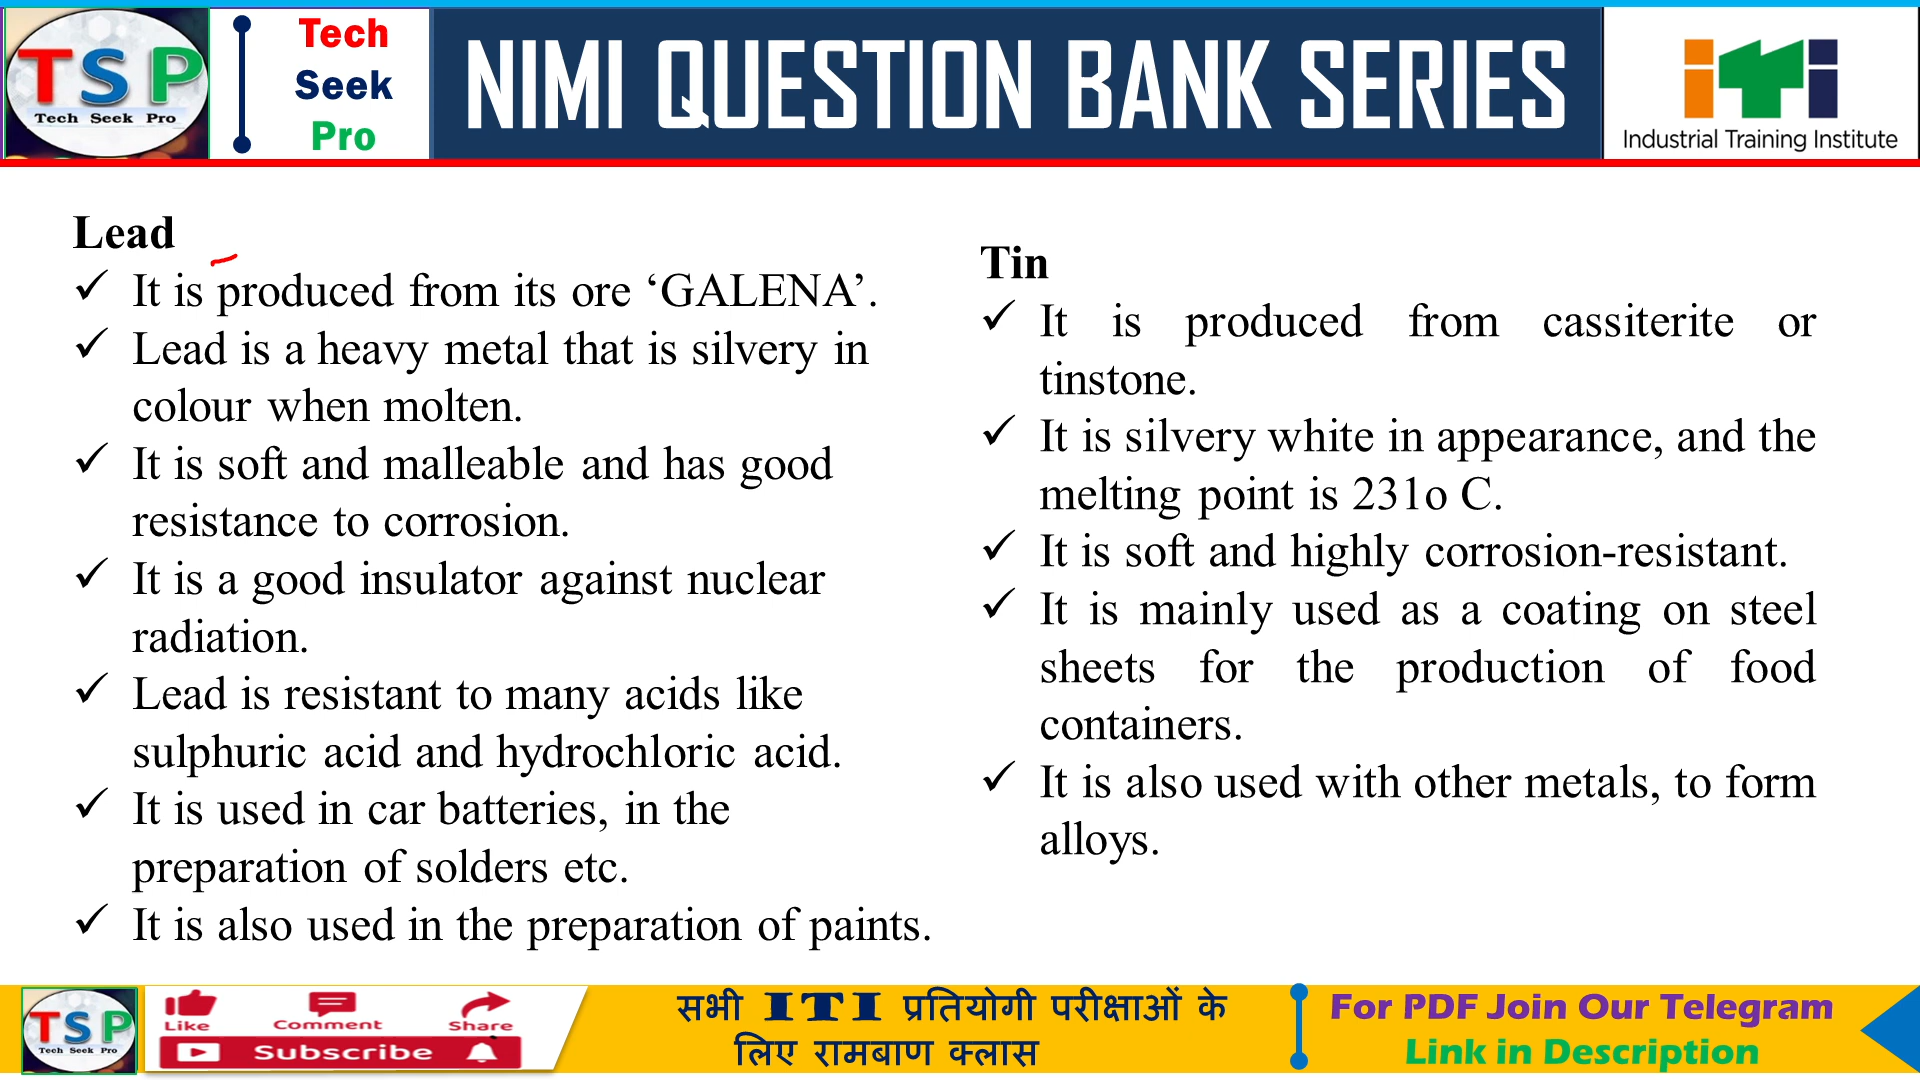 TSP
Tech Seek Pro
Tech
Seek
Pro
NIMI QUESTION BANK SERIES
iTi
Industrial Training Institute
Lead
✓ It is produced from its ore ‘GALENA’.
✓ Lead is a heavy metal that is silvery in
colour when molten.
✓ It is soft and malleable and has good
resistance to corrosion.
✓ It is a good insulator against nuclear
radiation.
✓ Lead is resistant to many acids like
sulphuric acid and hydrochloric acid.
✓ It is used in car batteries, in the
preparation of solders etc.
✓ It is also used in the preparation of paints.
Tin
✓ It is produced from cassiterite or
tinstone.
✓ It is silvery white in appearance, and the
melting point is 231o C.
✓ It is soft and highly corrosion-resistant.
✓ It is mainly used as a coating on steel
sheets for the production of food
containers.
✓ It is also used with other metals, to form
alloys.
TSP
Tech Seek Pro
Like Comment Share
Subscribe
सभी ITI प्रतियोगी परीक्षाओं के
लिए रामबाण क्लास
For PDF Join Our Telegram
Link in Description